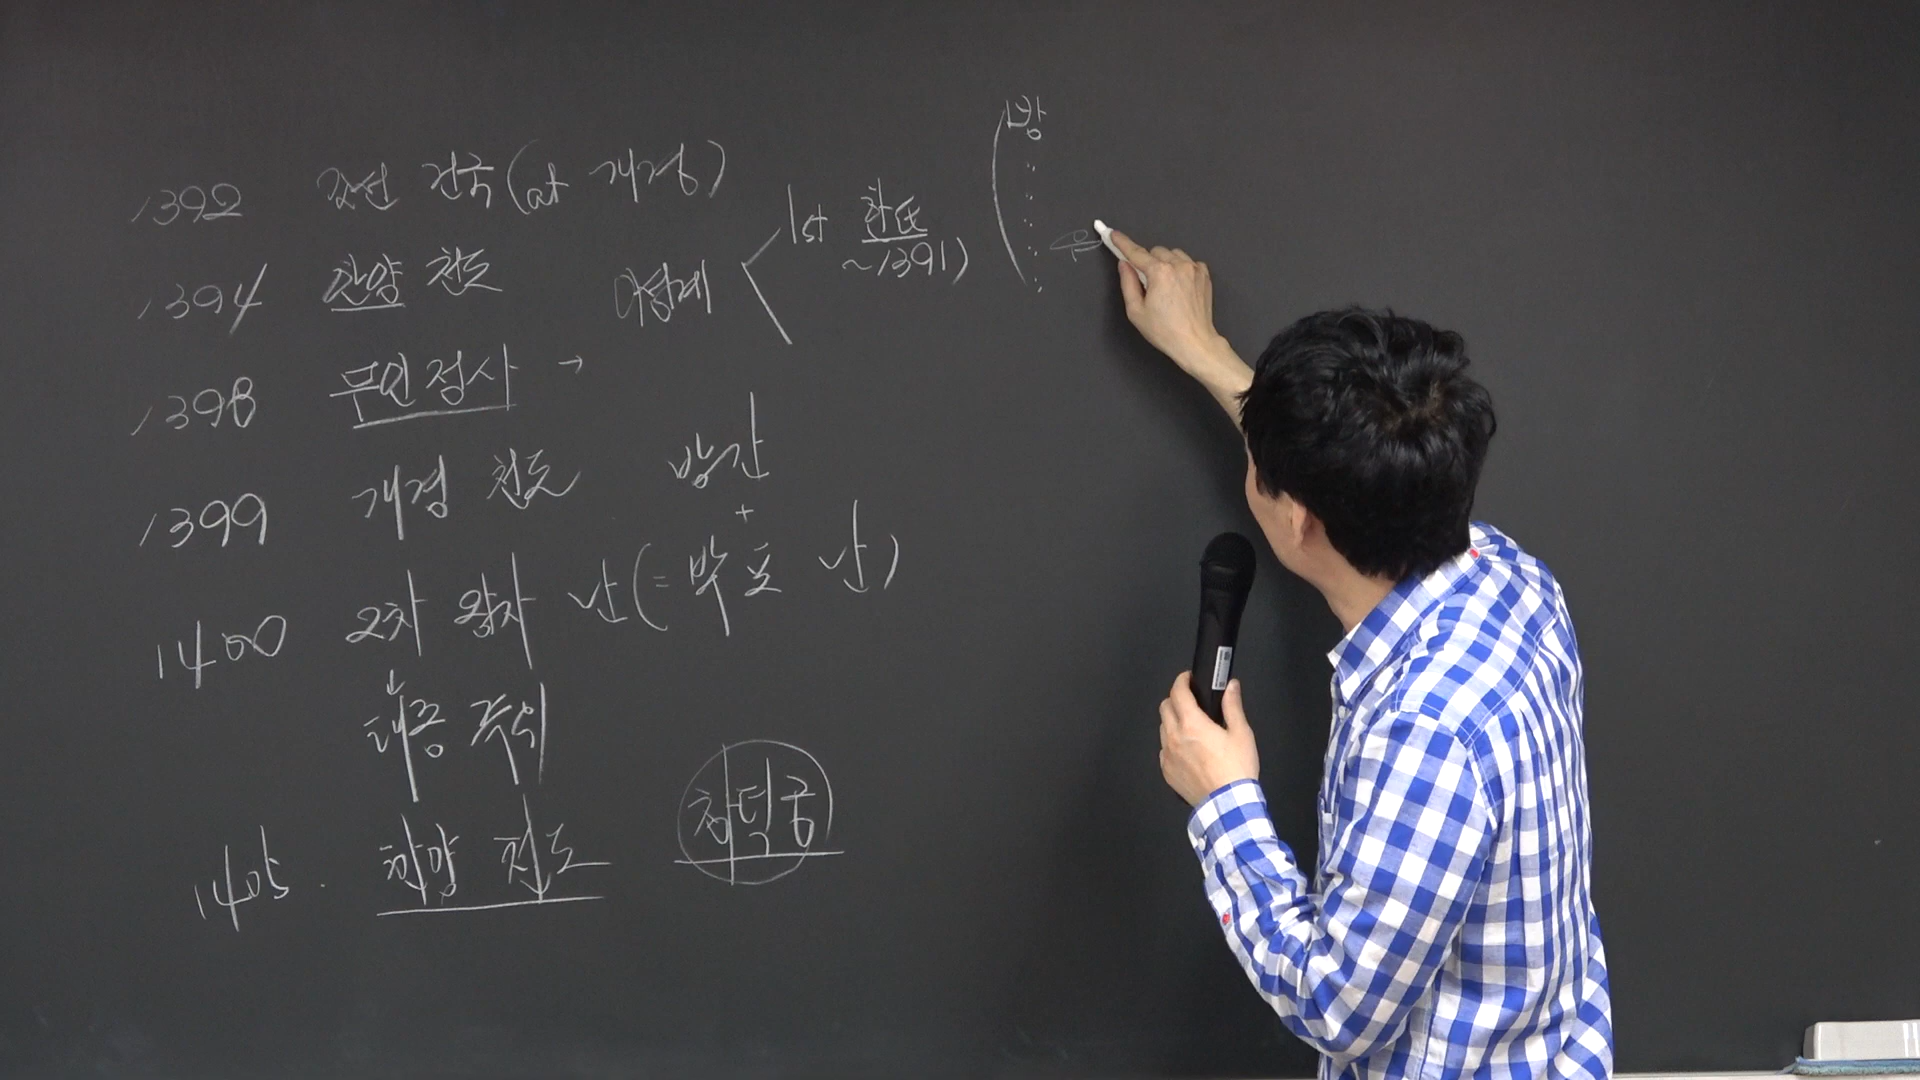 1392 조선 건국(at 개경)
1394 한양 천도
1398 무인정사 →
이성계
1st 한氏
~1391)
방
1399 개경 천도
방간
+
1400 2차 왕자 난(=박포 난)
↓
태종 즉위
1405. 한양 천도
창덕궁